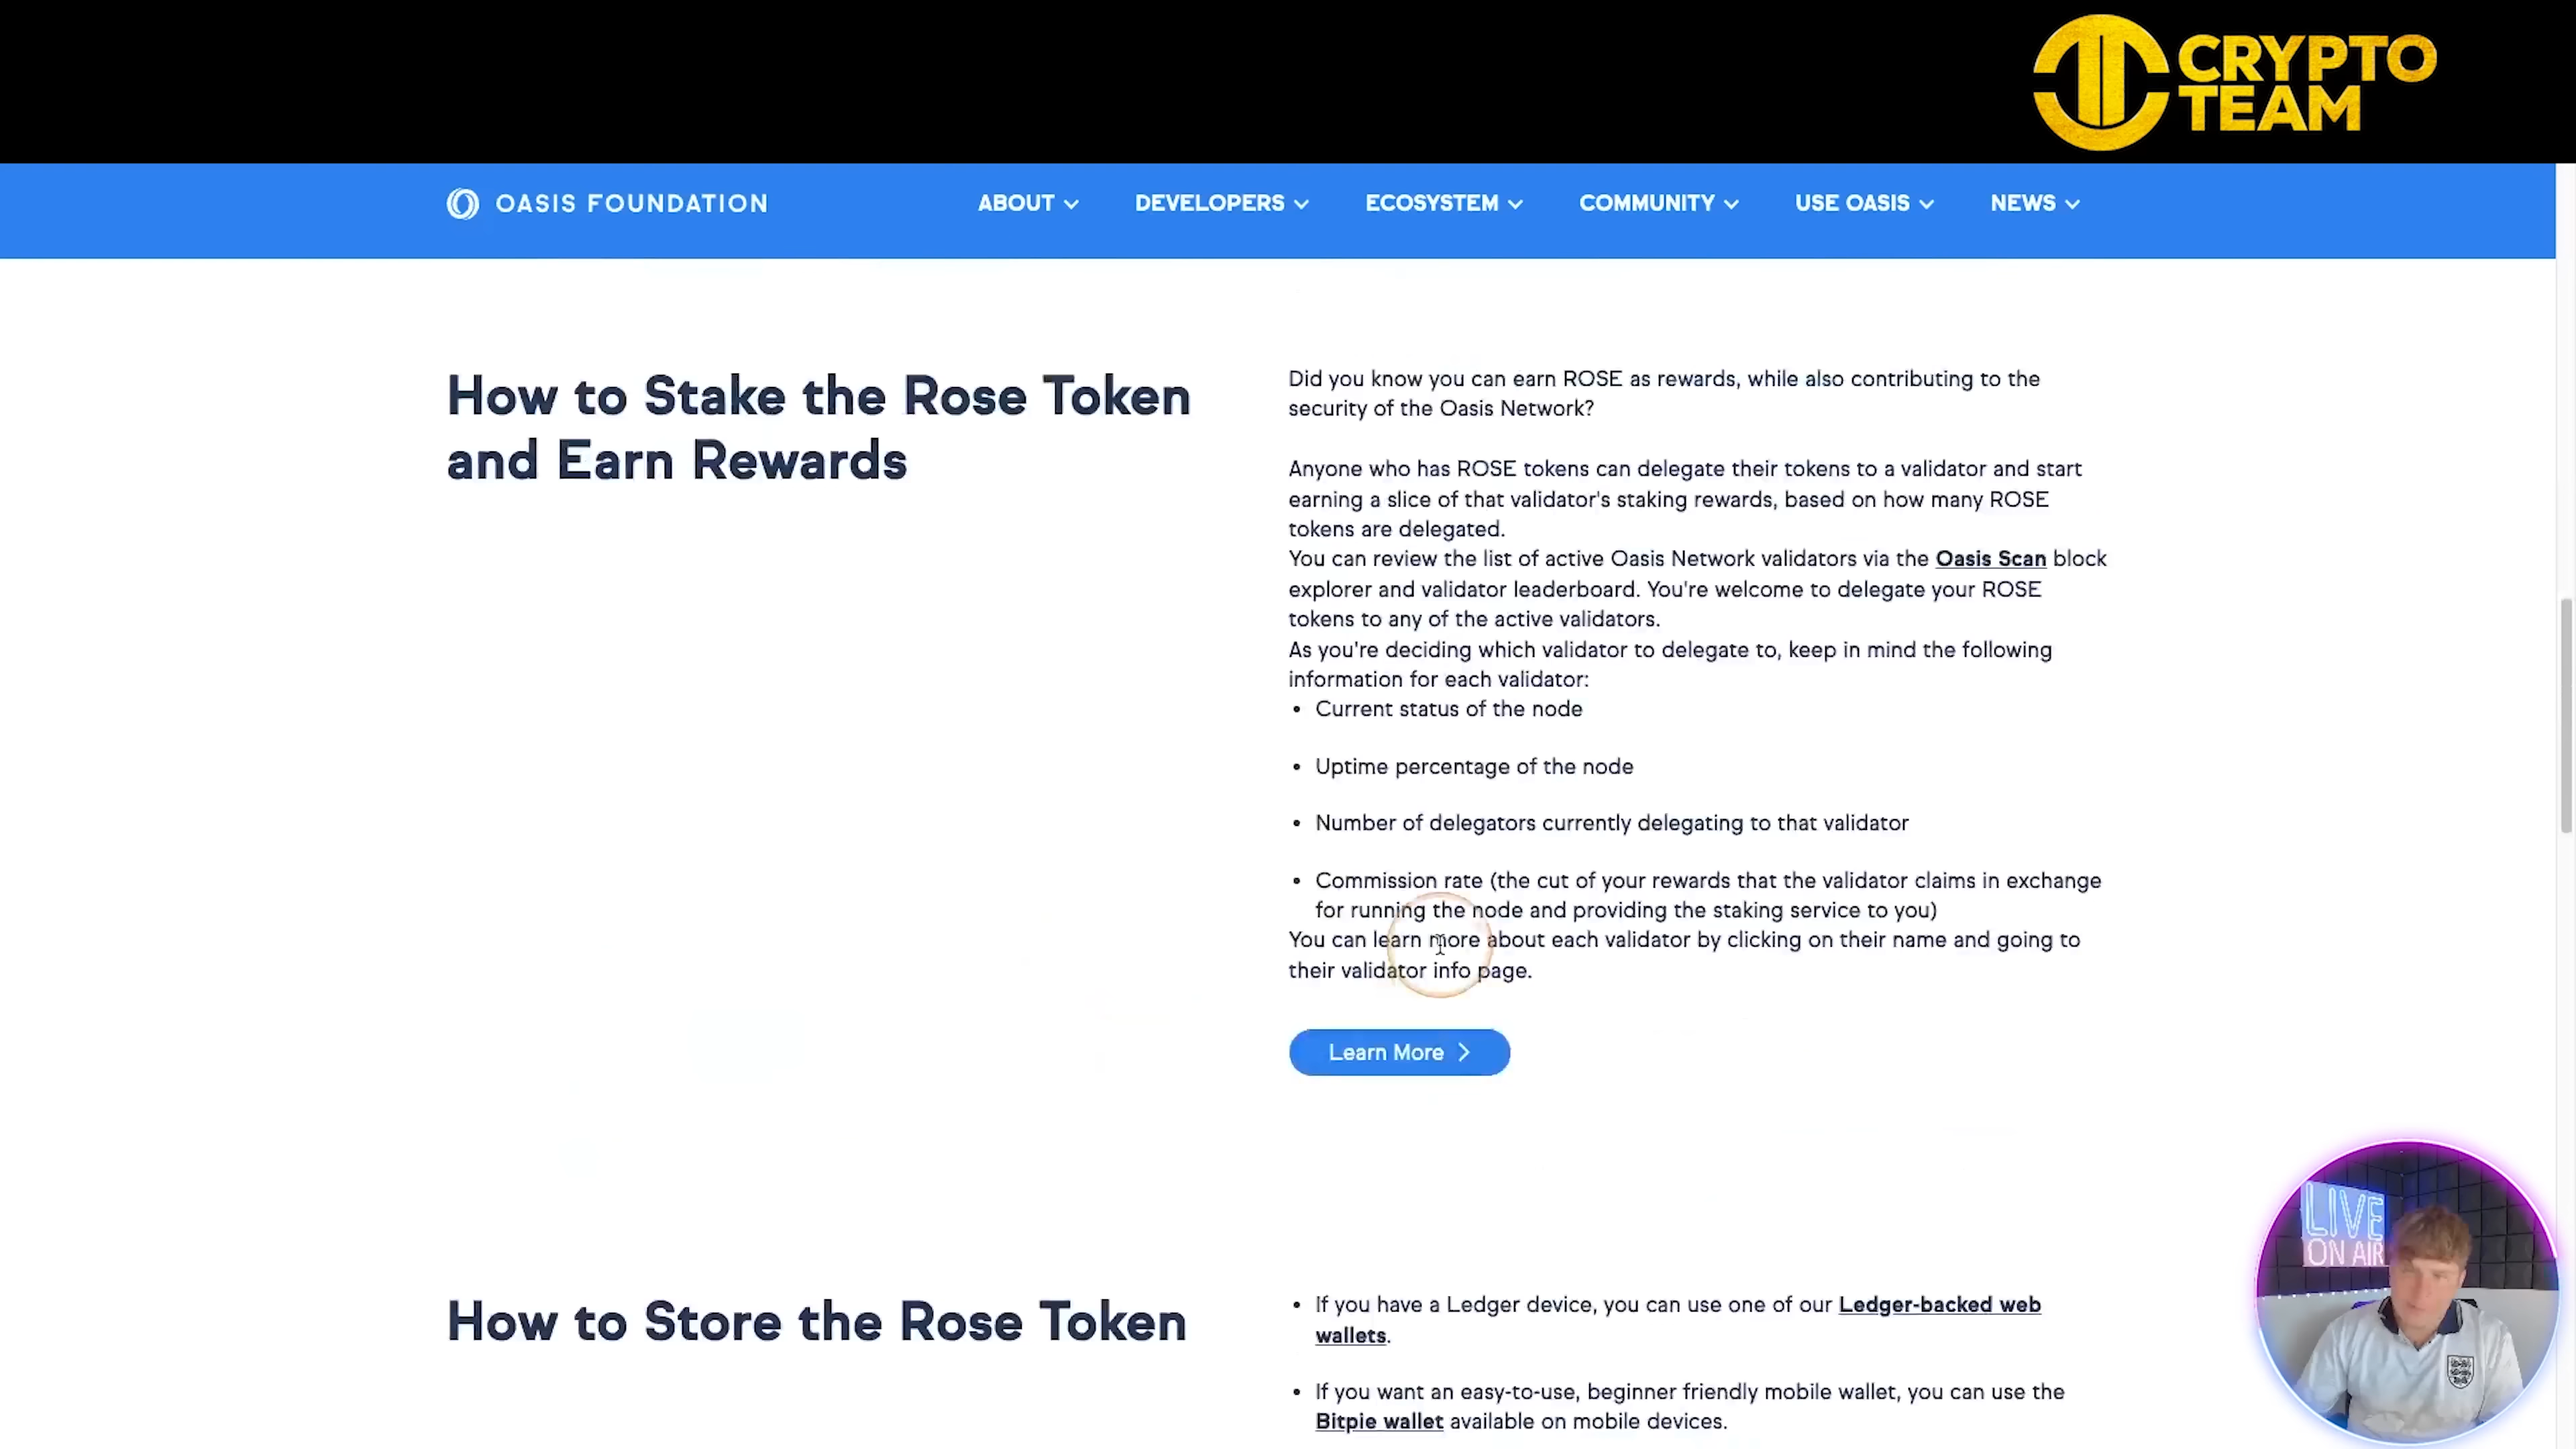 CRYPTO
TEAM
OASIS FOUNDATION
ABOUT
DEVELOPERS
ECOSYSTEM
COMMUNITY
USE OASIS
NEWS
How to Stake the Rose Token
and Earn Rewards
Did you know you can earn ROSE as rewards, while also contributing to the
security of the Oasis Network?
Anyone who has ROSE tokens can delegate their tokens to a validator and start
earning a slice of that validator's staking rewards, based on how many ROSE
tokens are delegated.
You can review the list of active Oasis Network validators via the Oasis Scan block
explorer and validator leaderboard. You're welcome to delegate your ROSE
tokens to any of the active validators.
As you're deciding which validator to delegate to, keep in mind the following
information for each validator:
• Current status of the node
• Uptime percentage of the node
• Number of delegators currently delegating to that validator
• Commission rate (the cut of your rewards that the validator claims in exchange
for running the node and providing the staking service to you)
You can learn more about each validator by clicking on their name and going to
their validator info page.
Learn More
How to Store the Rose Token
• If you have a Ledger device, you can use one of our Ledger-backed web
wallets.
• If you want an easy-to-use, beginner friendly mobile wallet, you can use the
Bitpie wallet available on mobile devices.
LIVE
ON AIR